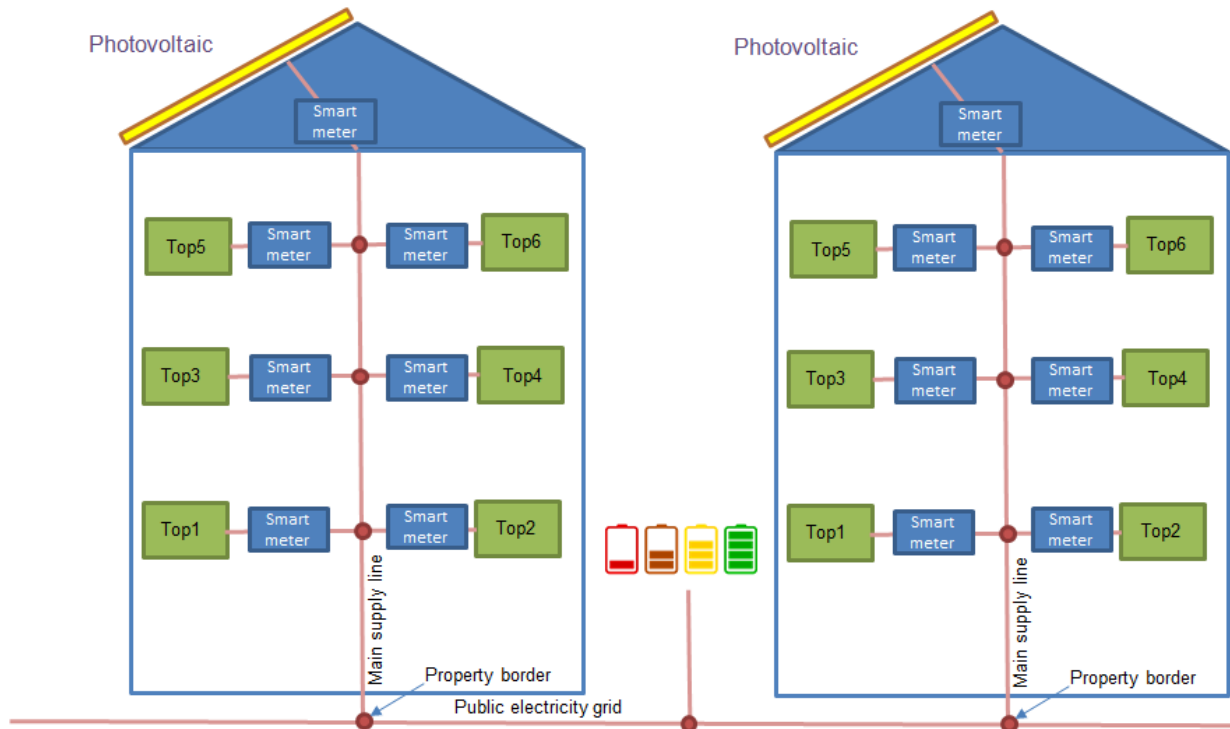 Photovoltaic
Photovoltaic
Smart
meter
Smart
meter
Top5
Smart
meter
Smart
meter
Top6
Top5
Smart
meter
Smart
meter
Top6
Top3
Smart
meter
Smart
meter
Top4
Top3
Smart
meter
Smart
meter
Top4
Top1
Smart
meter
Smart
meter
Top2
Top1
Smart
meter
Smart
meter
Top2
Main supply line
Main supply line
Property border
Property border
Public electricity grid